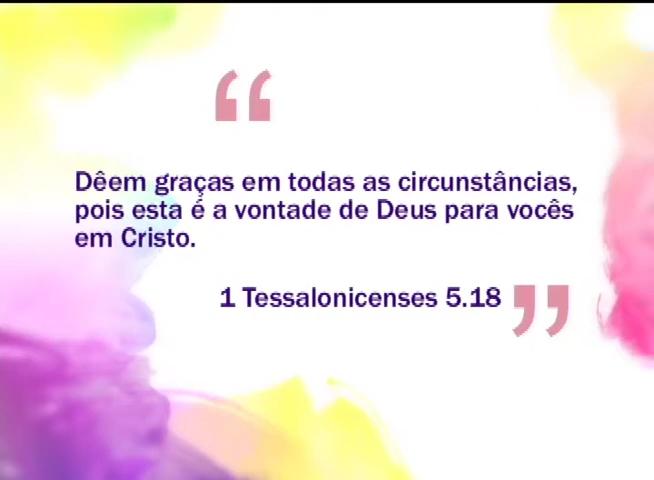 “
Dêem graças em todas as circunstâncias,
pois esta é a vontade de Deus para vocês
em Cristo.
1 Tessalonicenses 5.18 ”